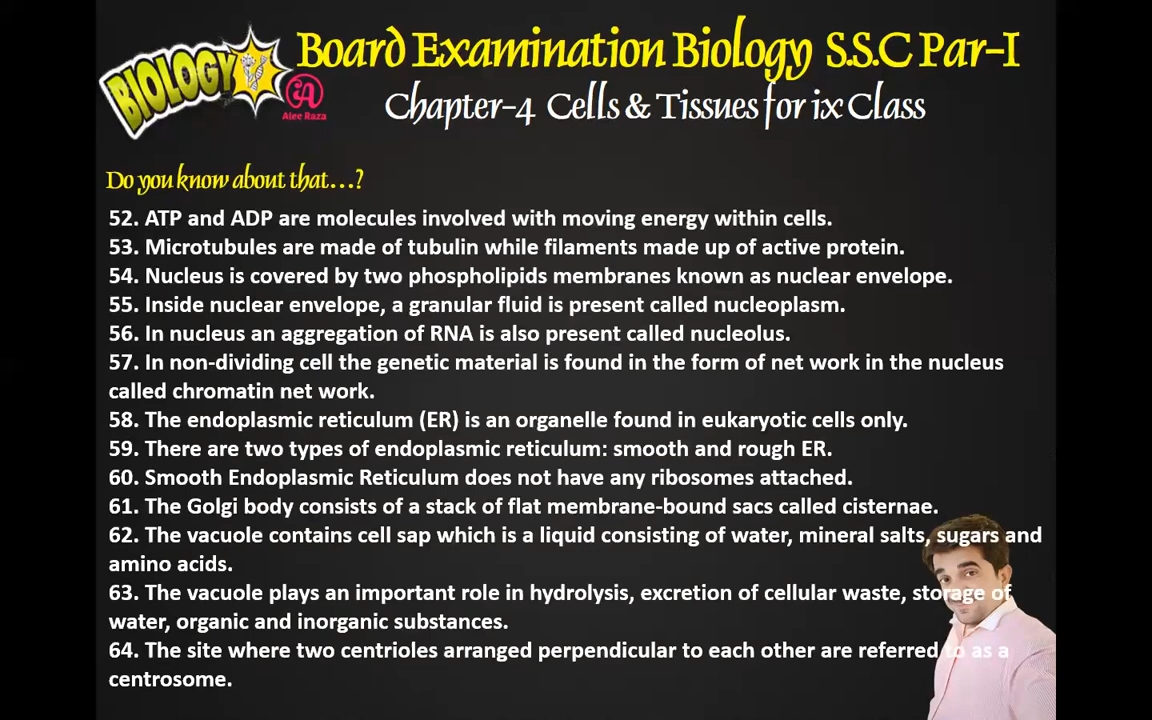 BIOLOGY
Alee Raza
Board Examination Biology S.S.C Par-I
Chapter-4 Cells & Tissues for ix Class
Do you know about that...?
52. ATP and ADP are molecules involved with moving energy within cells.
53. Microtubules are made of tubulin while filaments made up of active protein.
54. Nucleus is covered by two phospholipids membranes known as nuclear envelope.
55. Inside nuclear envelope, a granular fluid is present called nucleoplasm.
56. In nucleus an aggregation of RNA is also present called nucleolus.
57. In non-dividing cell the genetic material is found in the form of net work in the nucleus
called chromatin net work.
58. The endoplasmic reticulum (ER) is an organelle found in eukaryotic cells only.
59. There are two types of endoplasmic reticulum: smooth and rough ER.
60. Smooth Endoplasmic Reticulum does not have any ribosomes attached.
61. The Golgi body consists of a stack of flat membrane-bound sacs called cisternae.
62. The vacuole contains cell sap which is a liquid consisting of water, mineral salts, sugars and
amino acids.
63. The vacuole plays an important role in hydrolysis, excretion of cellular waste, storage of
water, organic and inorganic substances.
64. The site where two centrioles arranged perpendicular to each other are referred to as a
centrosome.